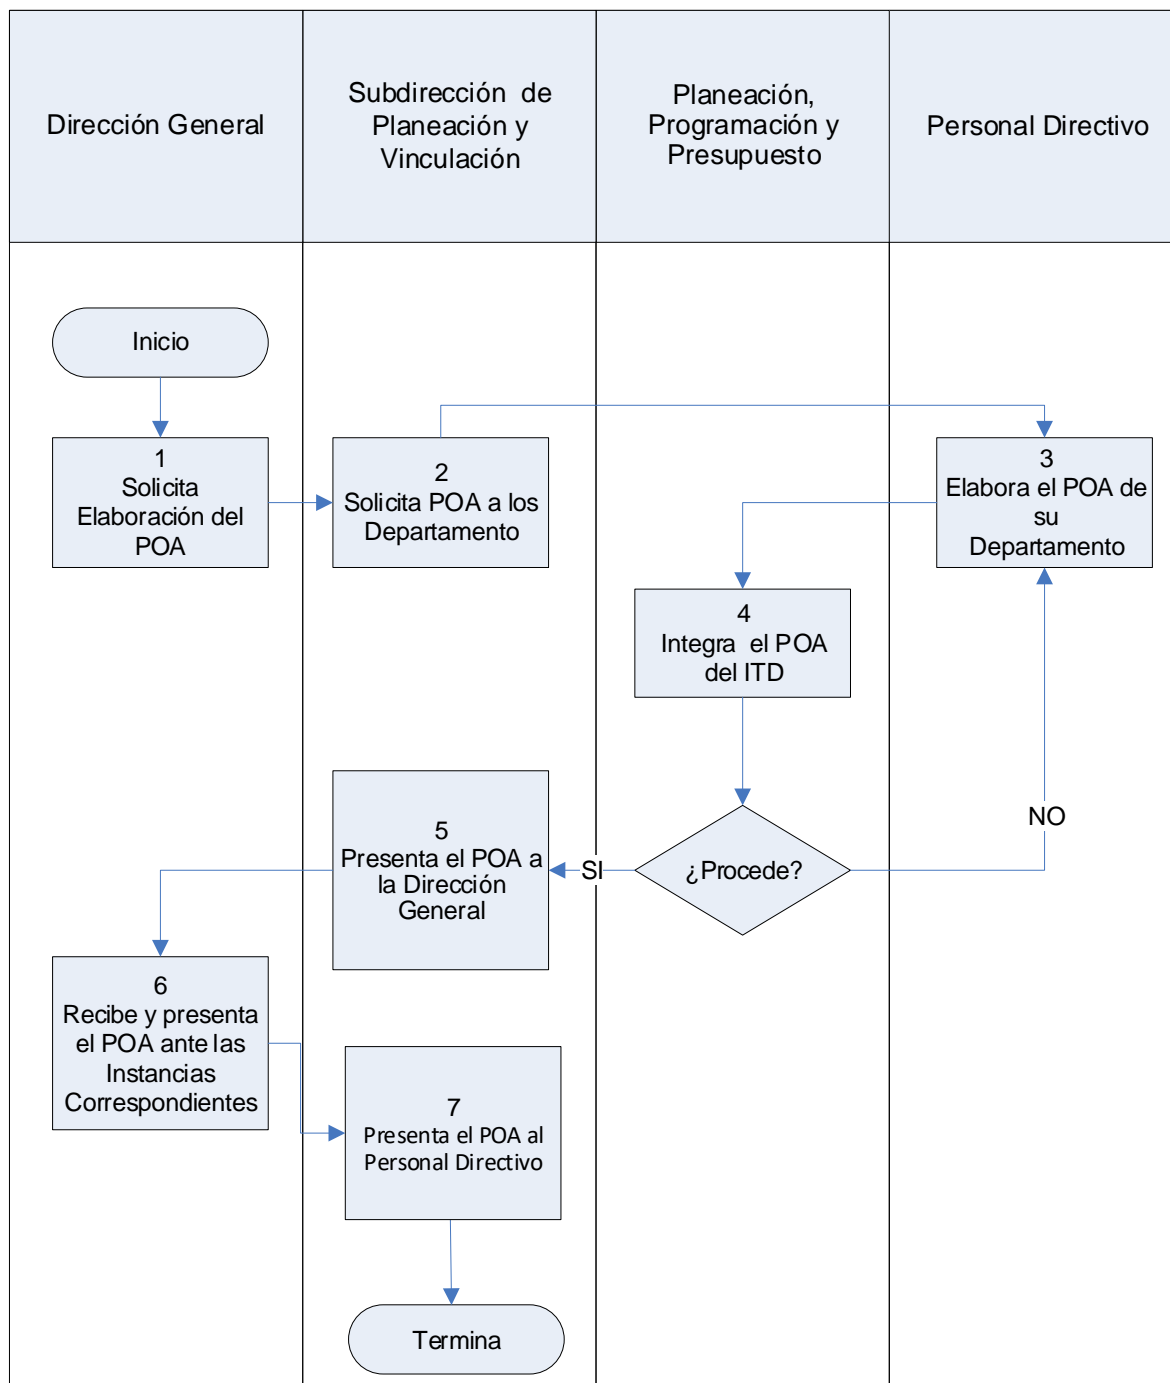 Dirección General
Subdirección de
Planeación y
Vinculación
Planeación,
Programación y
Presupuesto
Personal Directivo
Inicio
1
Solicita
Elaboración del
POA
2
Solicita POA a los
Departamento
3
Elabora el POA de
su
Departamento
4
Integra el POA
del ITD
¿Procede?
NO
SI
5
Presenta el POA a
la Dirección
General
6
Recibe y presenta
el POA ante las
Instancias
Correspondientes
7
Presenta el POA al
Personal Directivo
Termina